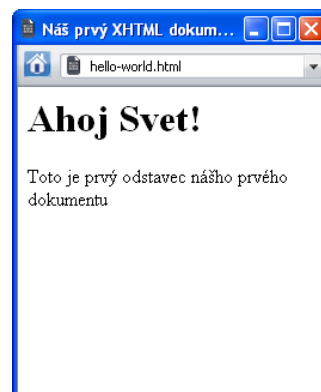 Náš prvý XHTML dokum...
hello-world.html
Ahoj Svet!
Toto je prvý odstavec nášho prvého
dokumentu